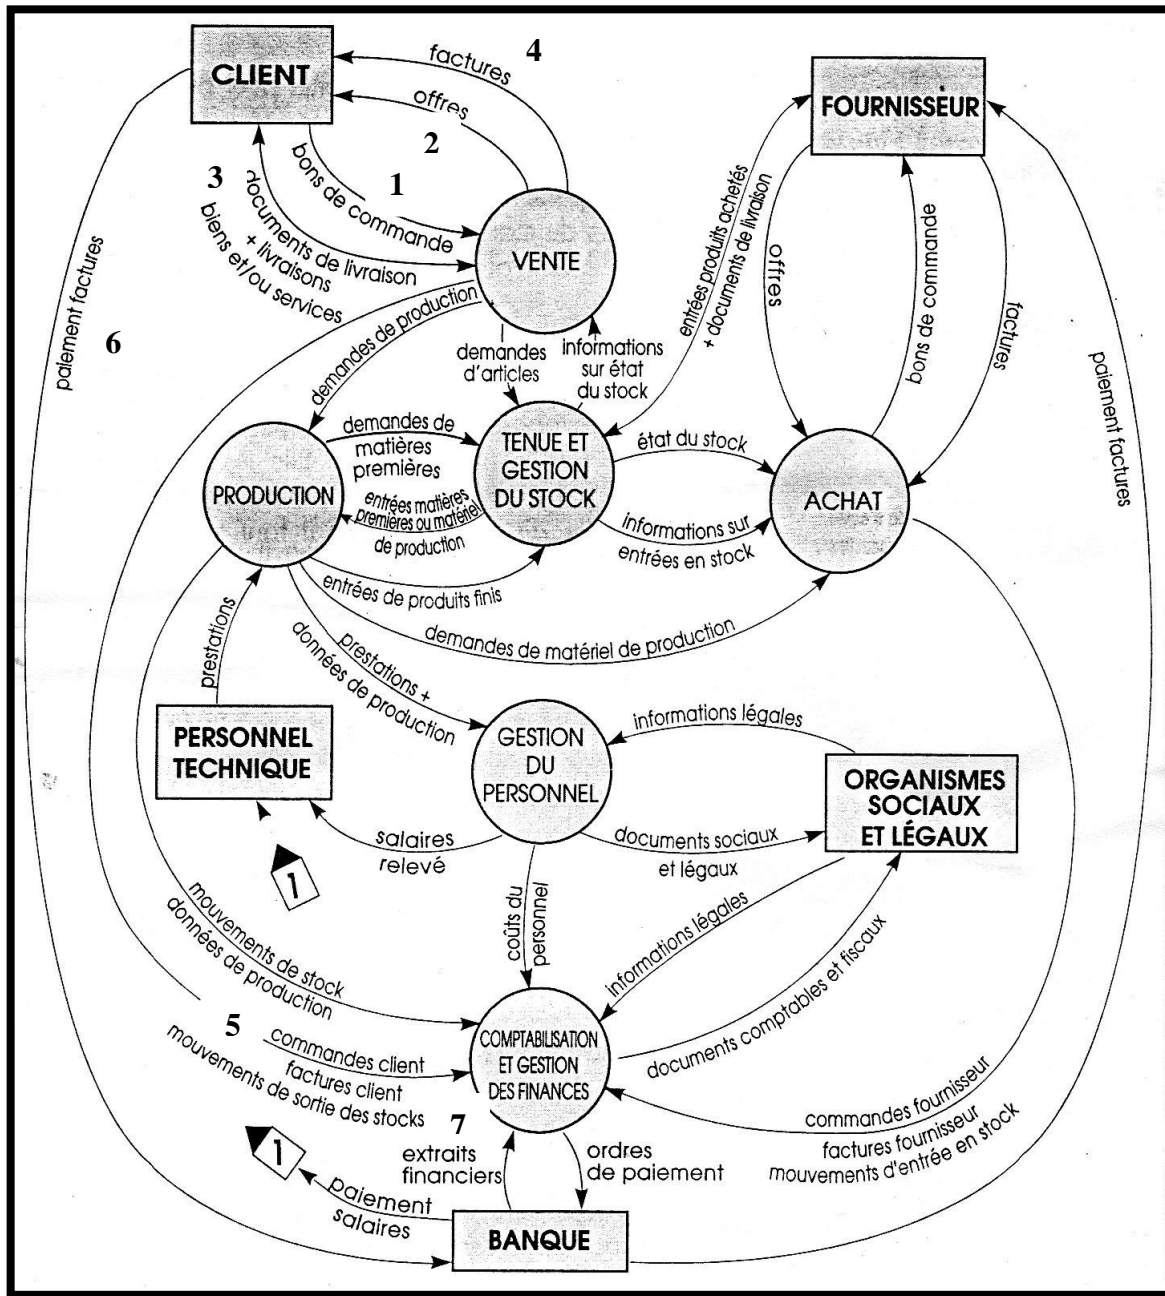 4
factures
CLIENT
offres
FOURNISSEUR
2
bons de commande
1
3
documents de livraison
+ livraisons
biens et/ou services
VENTE
entrées produits achetés
+ documents de livraison
offres
bons de commande
factures
paiement factures
6
demandes de production
demandes
d'articles
informations
sur état
du stock
paiement factures
demandes de
matières
premières
TENUE ET
GESTION
DU STOCK
état du stock
PRODUCTION
ACHAT
entrées matières
premières ou matériel
de production
informations sur
entrées en stock
entrées de produits finis
demandes de matériel de production
prestations
prestations +
données de production
PERSONNEL
TECHNIQUE
GESTION
DU
PERSONNEL
informations légales
ORGANISMES
SOCIAUX
ET LÉGAUX
salaires
relevé
documents sociaux
et légaux
1
coûts du
personnel
informations légales
documents comptables et fiscaux
mouvements de stock
données de production
5
commandes client
factures client
mouvements de sortie des stocks
COMPTABILISATION
ET GESTION
DES FINANCES
commandes fournisseur
factures fournisseur
mouvements d'entrée en stock
7
extraits
financiers
ordres
de paiement
1
paiement
salaires
BANQUE